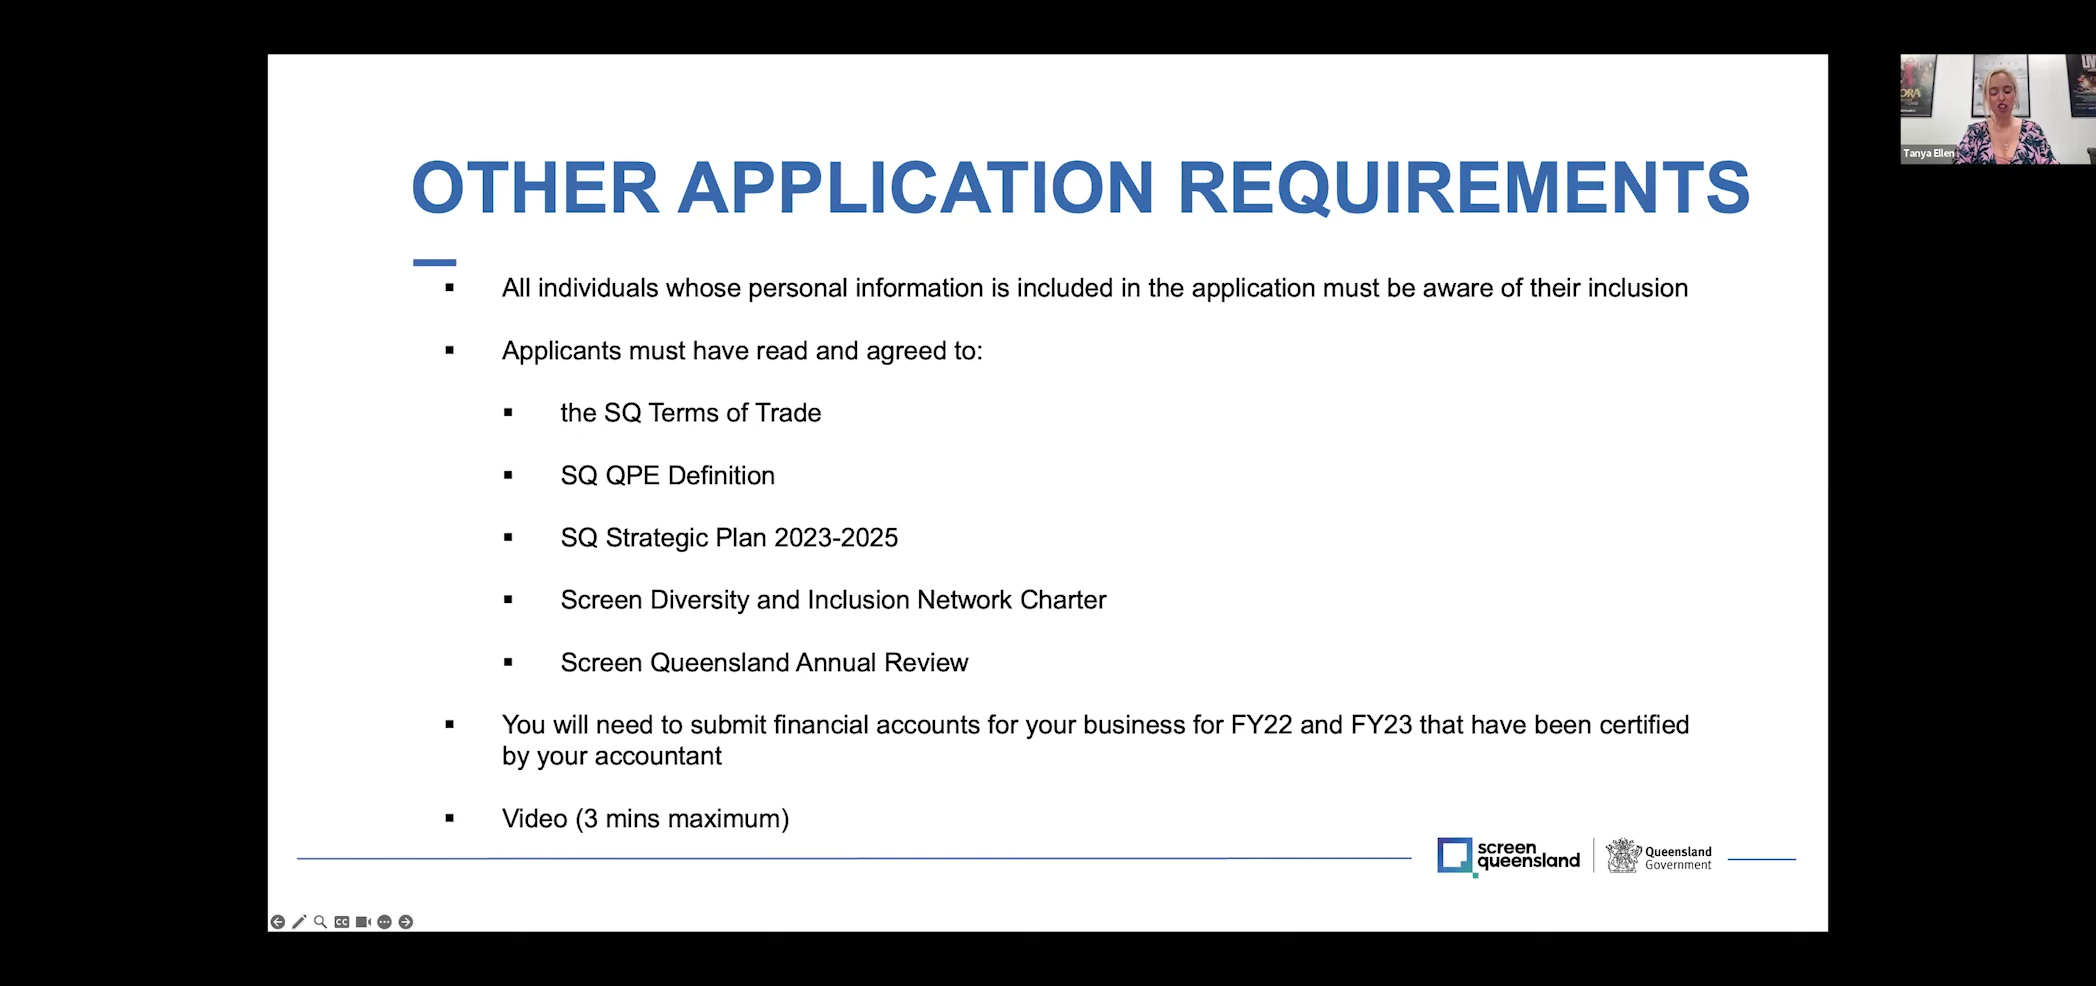 OTHER APPLICATION REQUIREMENTS
All individuals whose personal information is included in the application must be aware of their inclusion
Applicants must have read and agreed to:
the SQ Terms of Trade
SQ QPE Definition
SQ Strategic Plan 2023-2025
Screen Diversity and Inclusion Network Charter
Screen Queensland Annual Review
You will need to submit financial accounts for your business for FY22 and FY23 that have been certified
by your accountant
Video (3 mins maximum)
screen
queensland
Queensland
Government
CC
Tanya Ellen